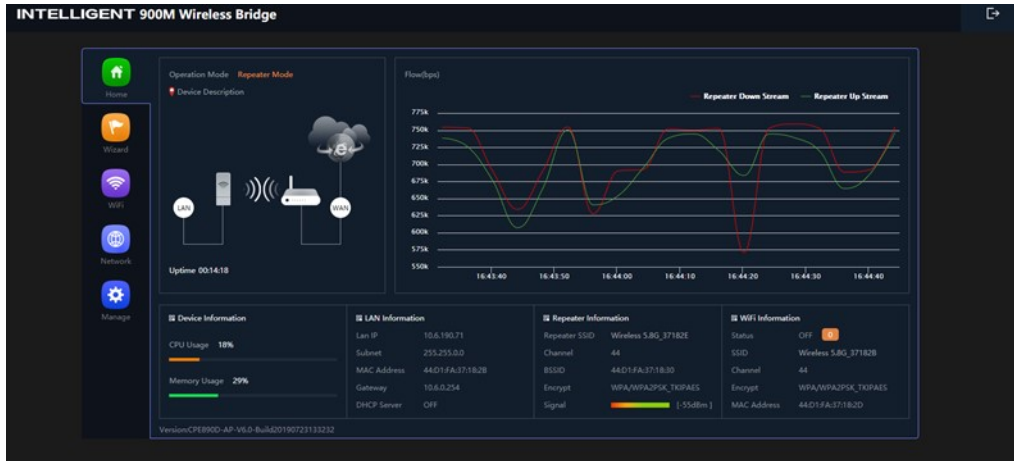 INTELLIGENT 900M Wireless Bridge
Home
Wizard
WiFi
Network
Manage
Operation Mode Repeater Mode
Device Description
LAN
WAN
Uptime 00:14:18
Flow(bps)
Repeater Down Stream Repeater Up Stream
775k
750k
725k
700k
675k
650k
625k
600k
575k
550k
16:43:40 16:43:50 16:44:00 16:44:10 16:44:20 16:44:30 16:44:40
Device Information
CPU Usage 18%
Memory Usage 29%
LAN Information
Lan IP 10.6.190.71
Subnet 255.255.0.0
MAC Address 44:D1:FA:37:18:2B
Gateway 10.6.0.254
DHCP Server OFF
Repeater Information
Repeater SSID Wireless 5.8G_37182E
Channel 44
BSSID 44:D1:FA:37:18:30
Encrypt WPA/WPA2PSK_TKIPAES
Signal [-55dBm ]
WiFi Information
Status OFF 0
SSID Wireless 5.8G_37182B
Channel 44
Encrypt WPA/WPA2PSK_TKIPAES
MAC Address 44:D1:FA:37:18:2D
Version:CPE890D-AP-V6.0-Build20190723133232